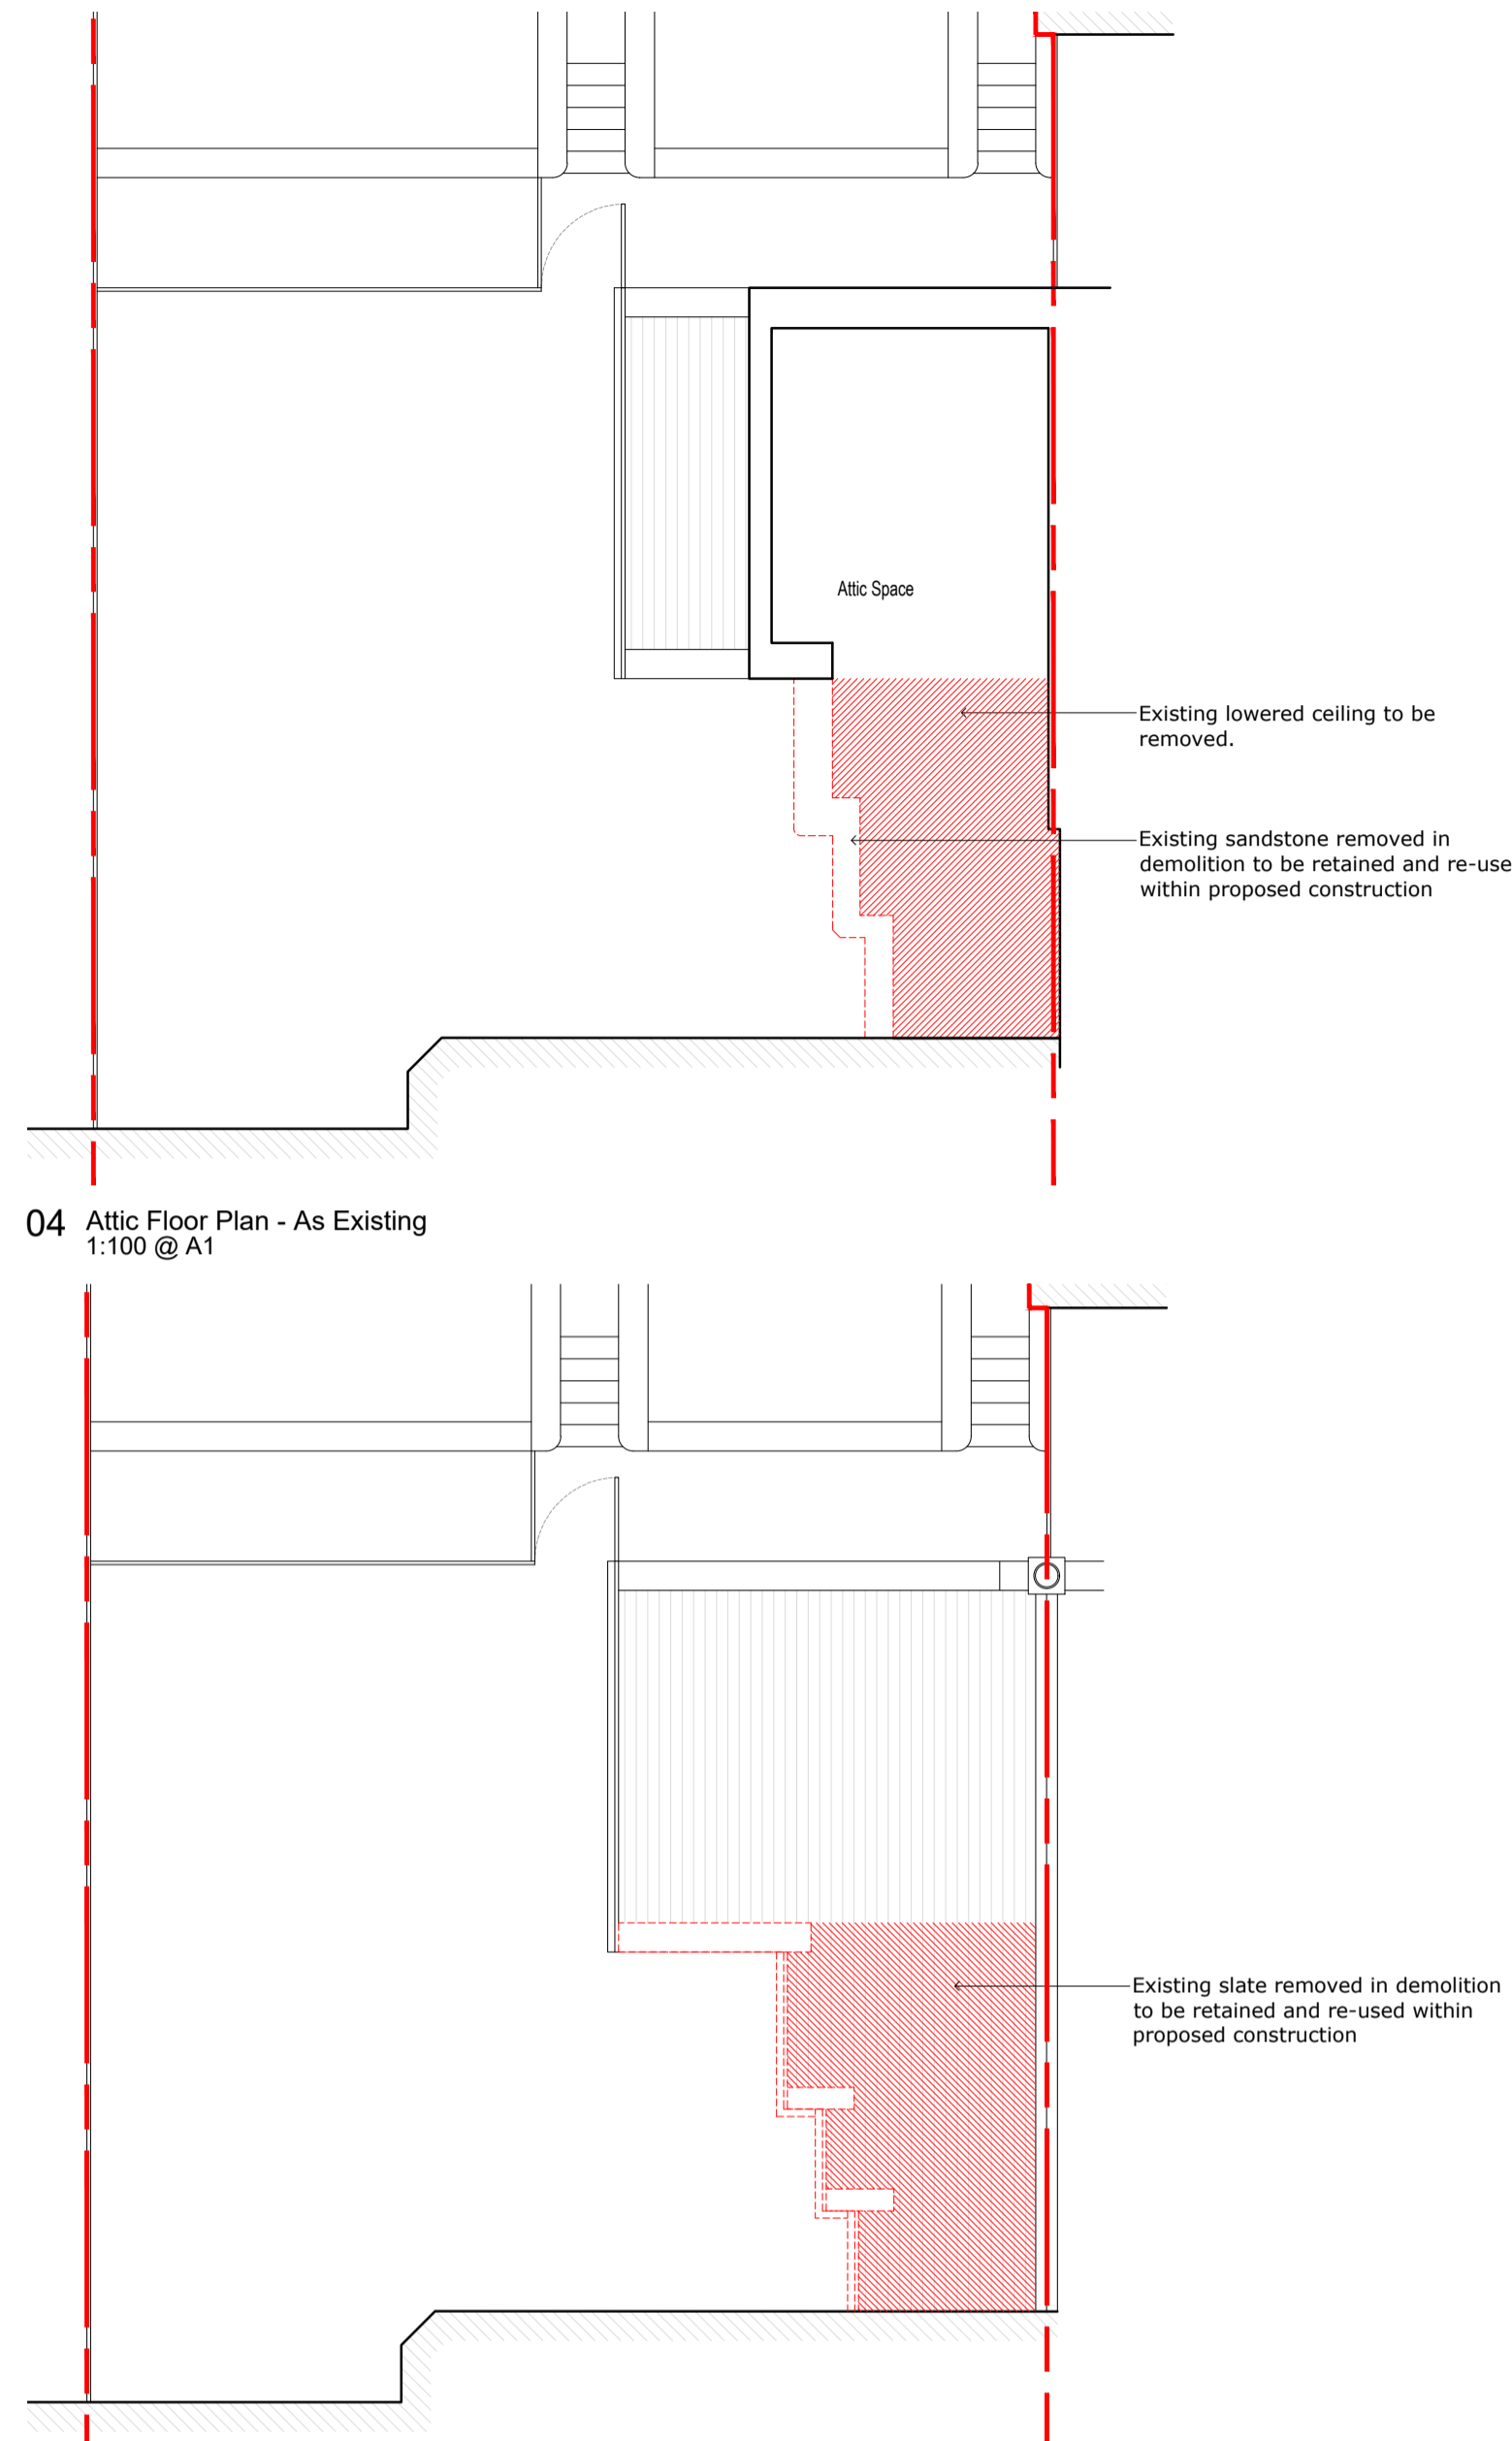 Attic Space
Existing lowered ceiling to be
removed.
Existing sandstone removed in
demolition to be retained and re-use
within proposed construction
04 Attic Floor Plan - As Existing
1:100 @ A1
Existing slate removed in demolition
to be retained and re-used within
proposed construction